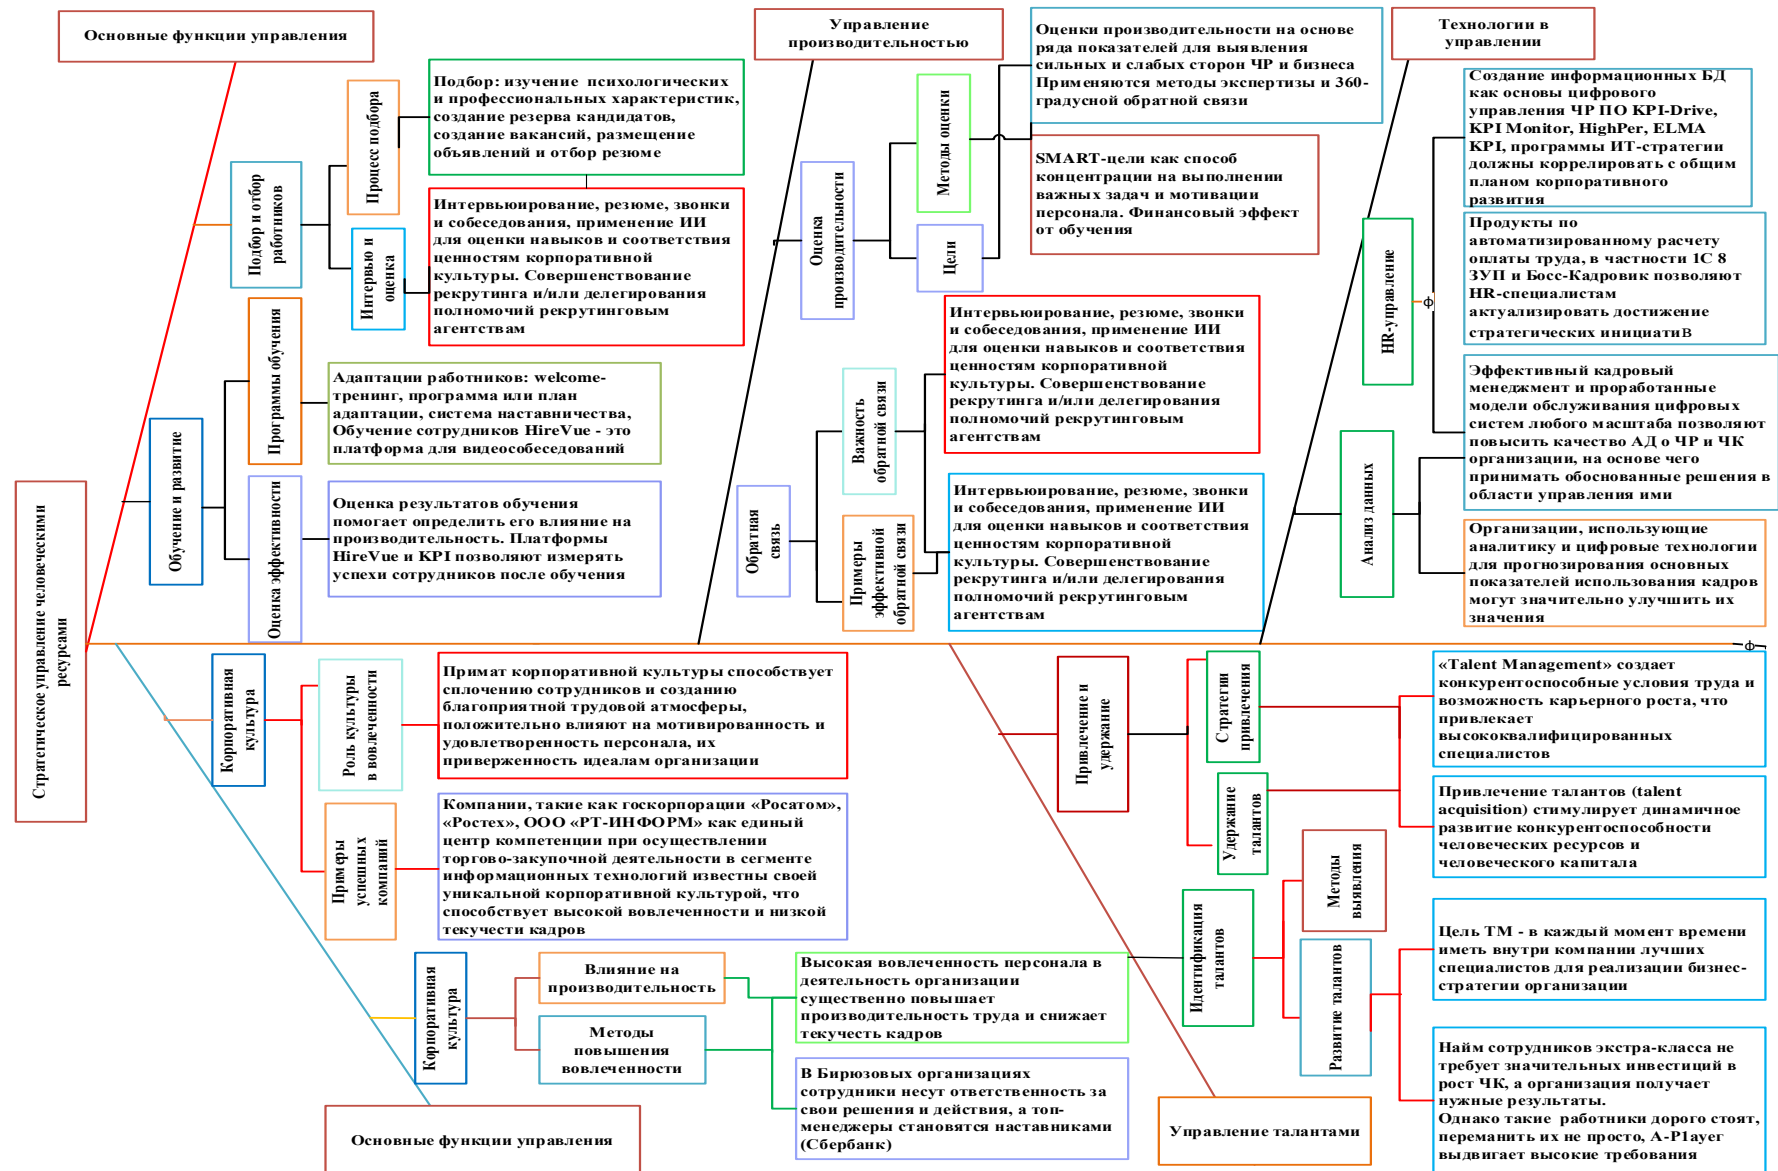 Основные функции управления
Управление
производительностью
Оценки производительности на основе
ряда показателей для выявления
сильных и слабых сторон ЧР и бизнеса
Применяются методы экспертизы и 360-
градусной обратной связи
Технологии в
управлении
Подбор и отбор
работников
Процесс подбора
Подбор: изучение психологических
и профессиональных характеристик,
создание резерва кандидатов,
создание вакансий, размещение
объявлений и отбор резюме
Интервью и
оценка
Интервьюирование, резюме, звонки
и собеседования, применение ИИ
для оценки навыков и соответствия
ценностям корпоративной
культуры. Совершенствование
рекрутинга и/или делегирования
полномочий рекрутинговым
агентствам
Обучение и развитие
Программы обучения
Адаптации работников: welcome-
тренинг, программа или план
адаптации, система наставничества,
Обучение сотрудников HireVue - это
платформа для видеособеседований
Оценка эффективности
Оценка результатов обучения
помогает определить его влияние на
производительность. Платформы
HireVue и KPI позволяют измерять
успехи сотрудников после обучения
Оценка
производительности
Методы оценки
Цели
SMART-цели как способ
концентрации на выполнении
важных задач и мотивации
персонала. Финансовый эффект
от обучения
Обратная
связь
Важность
обратной связи
Интервьюирование, резюме, звонки
и собеседования, применение ИИ
для оценки навыков и соответствия
ценностям корпоративной
культуры. Совершенствование
рекрутинга и/или делегирования
полномочий рекрутинговым
агентствам
Примеры
эффективной
обратной связи
Интервьюирование, резюме, звонки
и собеседования, применение ИИ
для оценки навыков и соответствия
ценностям корпоративной
культуры. Совершенствование
рекрутинга и/или делегирования
полномочий рекрутинговым
агентствам
HR-управление
ф
Создание информационных БД
как основы цифрового
управления ЧР ПО KPI-Drive,
KPI Monitor, HighPer, ELMA
KPI, программы ИТ-стратегии
должны коррелировать с общим
планом корпоративного
развития
Продукты по
автоматизированному расчету
оплаты труда, в частности 1С 8
ЗУП и Босс-Кадровик позволяют
HR-специалистам
актуализировать достижение
стратегических инициатив
Анализ данных
Эффективный кадровый
менеджмент и проработанные
модели обслуживания цифровых
систем любого масштаба позволяют
повысить качество АД о ЧР и ЧК
организации, на основе чего
принимать обоснованные решения в
области управления ими
Организации, использующие
аналитику и цифровые технологии
для прогнозирования основных
показателей использования кадров
могут значительно улучшить их
значения
ф
Стратегическое управление человеческими
ресурсами
Корпоративная
культура
Роль культуры
в вовлеченности
Примат корпоративной культуры способствует
сплочению сотрудников и созданию
благоприятной трудовой атмосферы,
положительно влияют на мотивированность и
удовлетворенность персонала, их
приверженность идеалам организации
Примеры
успешных
компаний
Компании, такие как госкорпорации «Росатом»,
«Ростех», ООО «РТ-ИНФОРМ» как единый
центр компетенции при осуществлении
торгово-закупочной деятельности в сегменте
информационных технологий известны своей
уникальной корпоративной культурой, что
способствует высокой вовлеченности и низкой
текучести кадров
Корпоративная
культура
Влияние на
производительность
Методы
повышения
вовлеченности
Высокая вовлеченность персонала в
деятельность организации
существенно повышает
производительность труда и снижает
текучесть кадров
В Бирюзовых организациях
сотрудники несут ответственность за
свои решения и действия, а топ-
менеджеры становятся наставниками
(Сбербанк)
Основные функции управления
Привлечение и
удержание
Стратегии
привлечения
Удержание
талантов
«Talent Management» создает
конкурентоспособные условия труда и
возможность карьерного роста, что
привлекает
высококвалифицированных
специалистов
Привлечение талантов (talent
acquisition) стимулирует динамичное
развитие конкурентоспособности
человеческих ресурсов и
человеческого капитала
Идентификация
талантов
Методы
выявления
Развитие талантов
Цель ТМ - в каждый момент времени
иметь внутри компании лучших
специалистов для реализации бизнес-
стратегии организации
Найм сотрудников экстра-класса не
требует значительных инвестиций в
рост ЧК, а организация получает
нужные результаты.
Однако такие работники дорого стоят,
переманить их не просто, А-Р1ауег
выдвигает высокие требования
Управление талантами